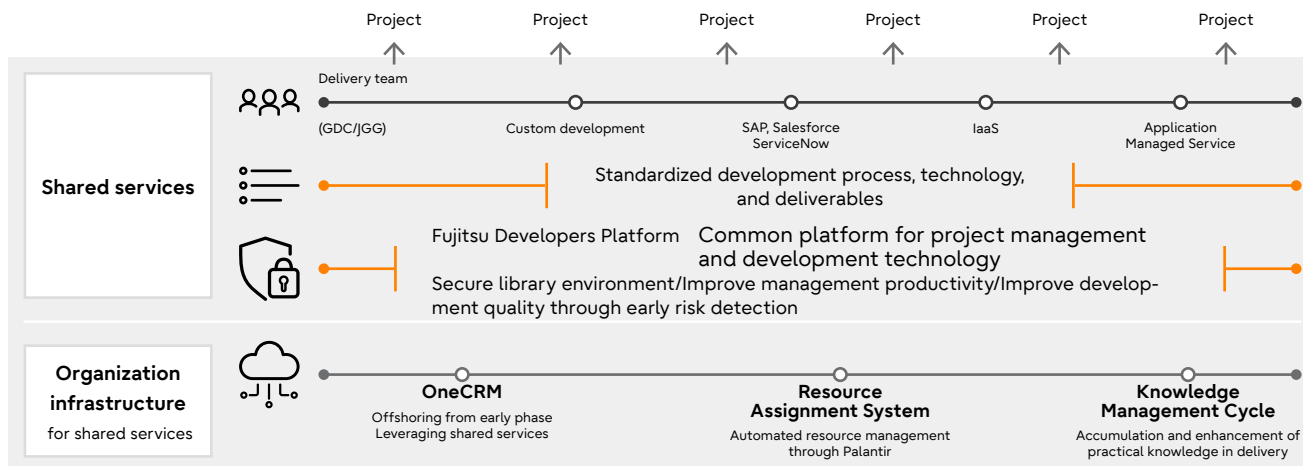 Project
Project
Project
Project
Project
Project
Shared services
Delivery team
(GDC/JGG)
Custom development
SAP, Salesforce
ServiceNow
IaaS
Application
Managed Service
Standardized development process, technology,
and deliverables
Fujitsu Developers Platform
Common platform for project management
and development technology
Secure library environment/Improve management productivity/Improve develop-
ment quality through early risk detection
Organization
infrastructure
for shared services
OneCRM
Offshoring from early phase
Leveraging shared services
Resource
Assignment System
Automated resource management
through Palantir
Knowledge
Management Cycle
Accumulation and enhancement of
practical knowledge in delivery